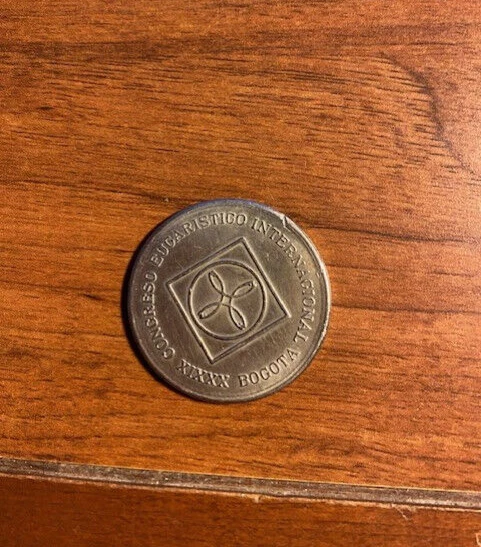 CONGRESO EUCARISTICO INTERNACIONAL
XXXIX BOGOTA